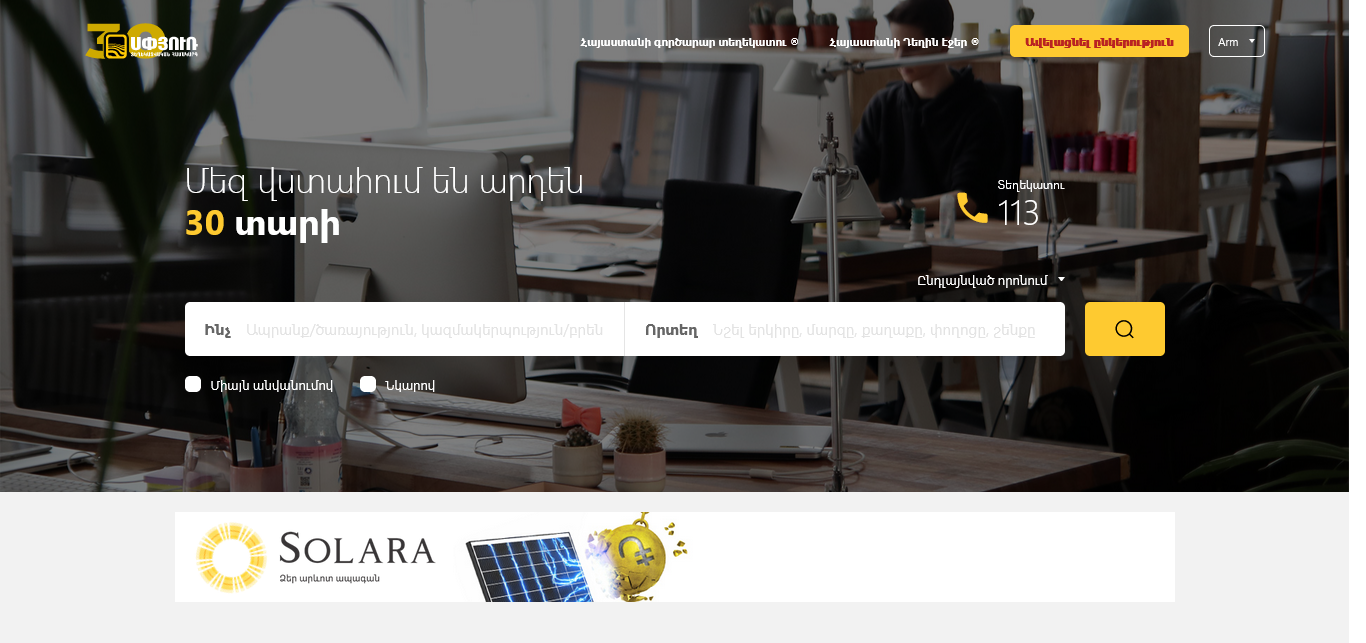 30 ՍՓՅՈՒՌ
Հայաստանի գործարար տեղեկատու ®
Հայաստանի Դեղին էջեր ®
Ավելացնել ընկերություն
Arm
Մեզ վստահում են արդեն
30 տարի
Տեղեկատու
113
Ընդլայնված որոնում
Ինչ Ապրանք/ծառայություն, կազմակերպություն/բրեն
Որտեղ Նշել երկիրը, մարզը, քաղաքը, փողոցը, շենքը
Միայն անվանումով
Նկարով
SOLARA
Ձեր արևոտ ապագան